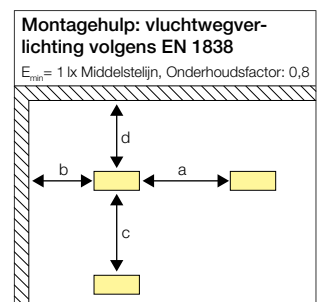 Montagehulp: vluchtwegver-
lichting volgens EN 1838
Emin= 1 lx Middelstelijn, Onderhoudsfactor: 0,8
d
b a
c